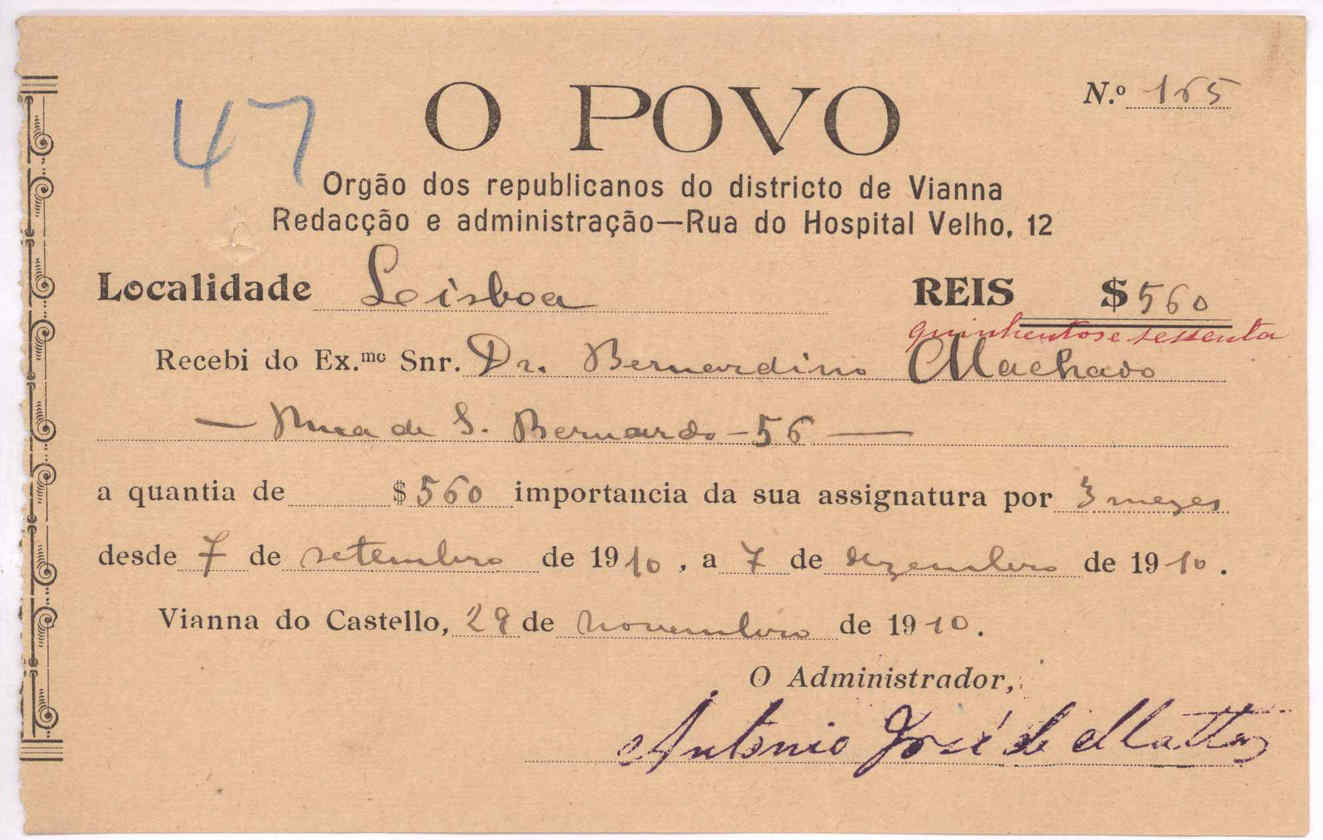 47
O POVO
N.º 165
Orgão dos republicanos do districto de Vianna
Redacção e administração—Rua do Hospital Velho, 12
Localidade Lisboa REIS $560
quinhentos e sessenta
Recebi do Ex.mo Snr. Dr. Bernardino Machado
— Rua de S. Bernardo - 56 —
a quantia de $560 importancia da sua assignatura por 3 mezes
desde 7 de setembro de 1910, a 7 de dezembro de 1910.
Vianna do Castello, 28 de novembro de 1910.
O Administrador,
Antonio José de Mattos